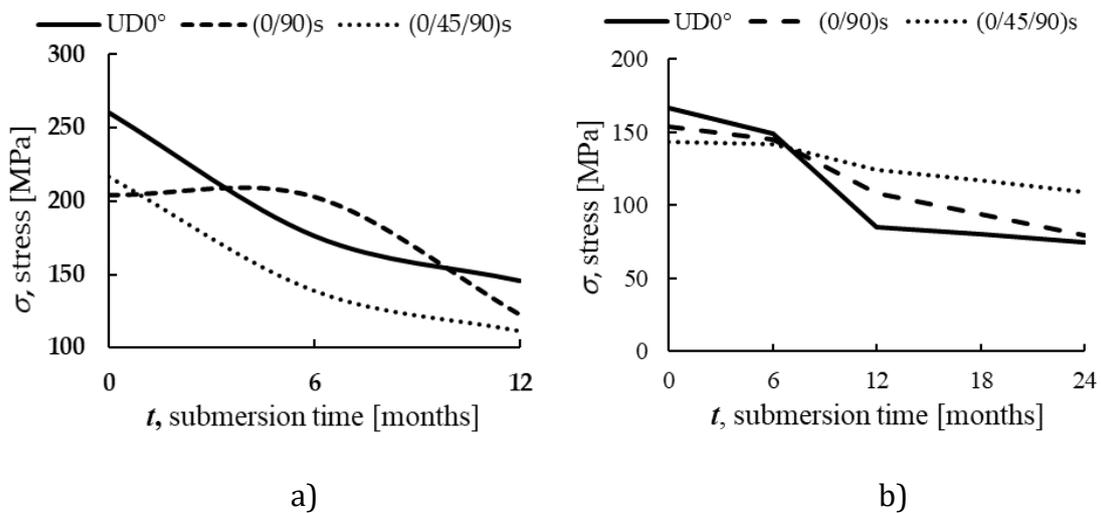 UD0° (0/90)s (0/45/90)s
300
250
200
150
100
σ, stress [MPa]
0 6 12
t, submersion time [months]
a)
UD0° (0/90)s (0/45/90)s
200
150
100
50
0
σ, stress [MPa]
0 6 12 18 24
t, submersion time [months]
b)